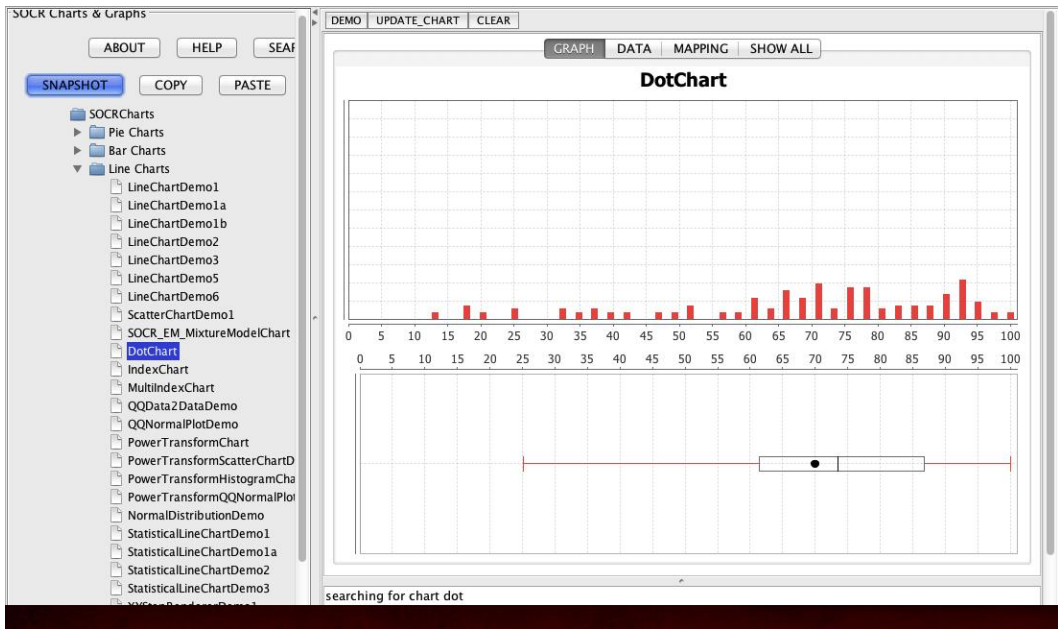 SOCR Charts & Graphs
ABOUT HELP SEAR
SNAPSHOT COPY PASTE
SOCRCharts
Pie Charts
Bar Charts
Line Charts
LineChartDemo1
LineChartDemo1a
LineChartDemo1b
LineChartDemo2
LineChartDemo3
LineChartDemo5
LineChartDemo6
ScatterChartDemo1
SOCR_EM_MixtureModelChart
DotChart
IndexChart
MultiIndexChart
QQData2DataDemo
QQNormalPlotDemo
PowerTransformChart
PowerTransformScatterChartD
PowerTransformHistogramCha
PowerTransformQQNormalPlot
NormalDistributionDemo
StatisticalLineChartDemo1
StatisticalLineChartDemo1a
StatisticalLineChartDemo2
StatisticalLineChartDemo3
DEMO UPDATE_CHART CLEAR
GRAPH DATA MAPPING SHOW ALL
DotChart
0 5 10 15 20 25 30 35 40 45 50 55 60 65 70 75 80 85 90 95 100
0 5 10 15 20 25 30 35 40 45 50 55 60 65 70 75 80 85 90 95 100
searching for chart dot